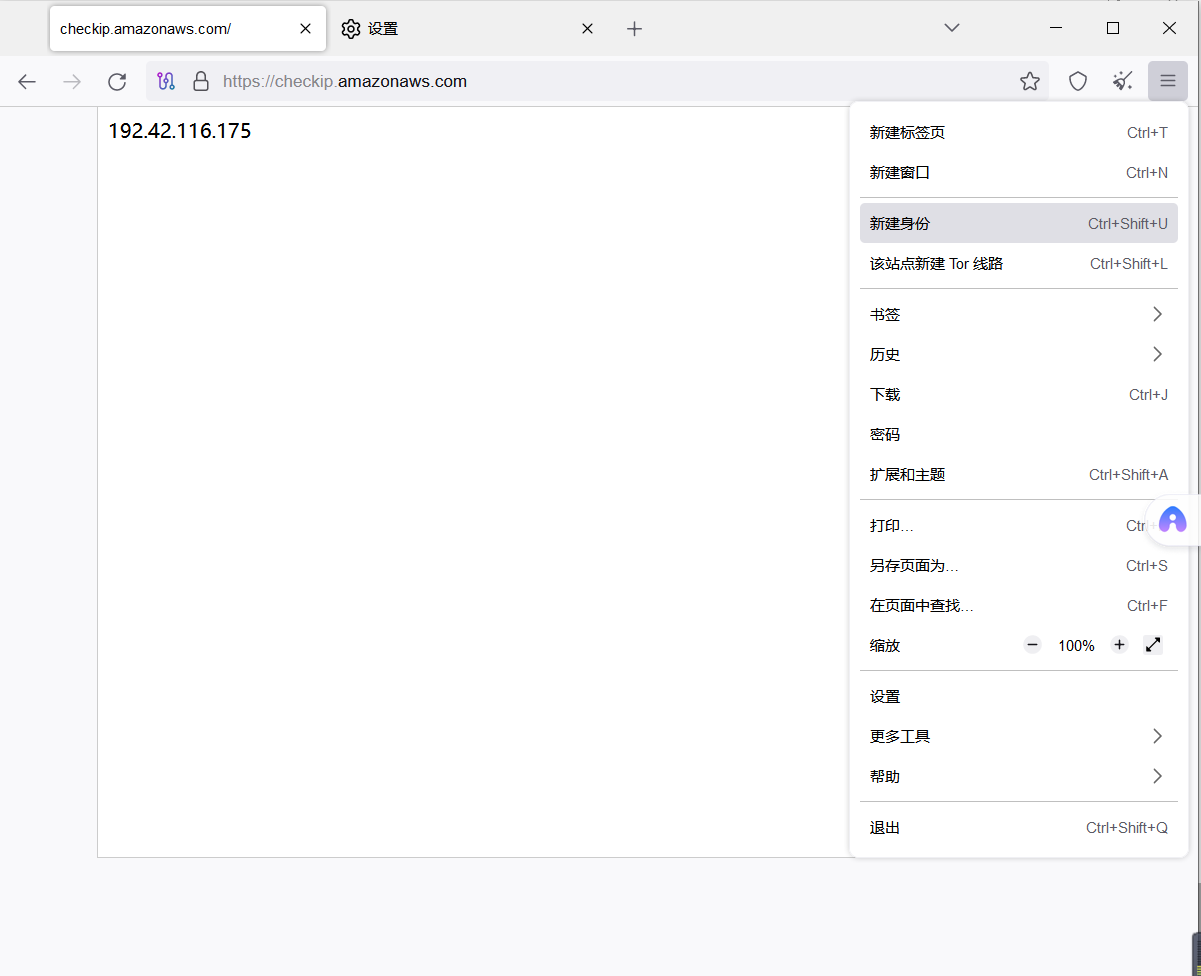 checkip.amazonaws.com/
设置
https://checkip.amazonaws.com
192.42.116.175
新建标签页 Ctrl+T
新建窗口 Ctrl+N
新建身份 Ctrl+Shift+U
该站点新建 Tor 线路 Ctrl+Shift+L
书签
历史
下载 Ctrl+J
密码
扩展和主题 Ctrl+Shift+A
打印…
另存页面为… Ctrl+S
在页面中查找… Ctrl+F
缩放 − 100% +
设置
更多工具
帮助
退出 Ctrl+Shift+Q